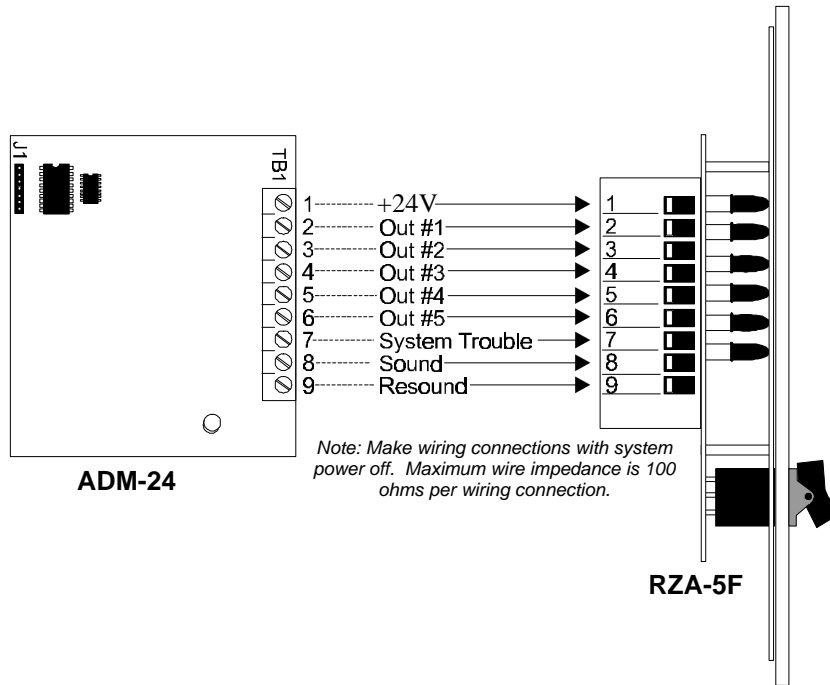 J1
TB1
1 +24V 1
2 Out #1 2
3 Out #2 3
4 Out #3 4
5 Out #4 5
6 Out #5 6
7 System Trouble 7
8 Sound 8
9 Resound 9
Note: Make wiring connections with system
power off. Maximum wire impedance is 100
ohms per wiring connection.
ADM-24
RZA-5F